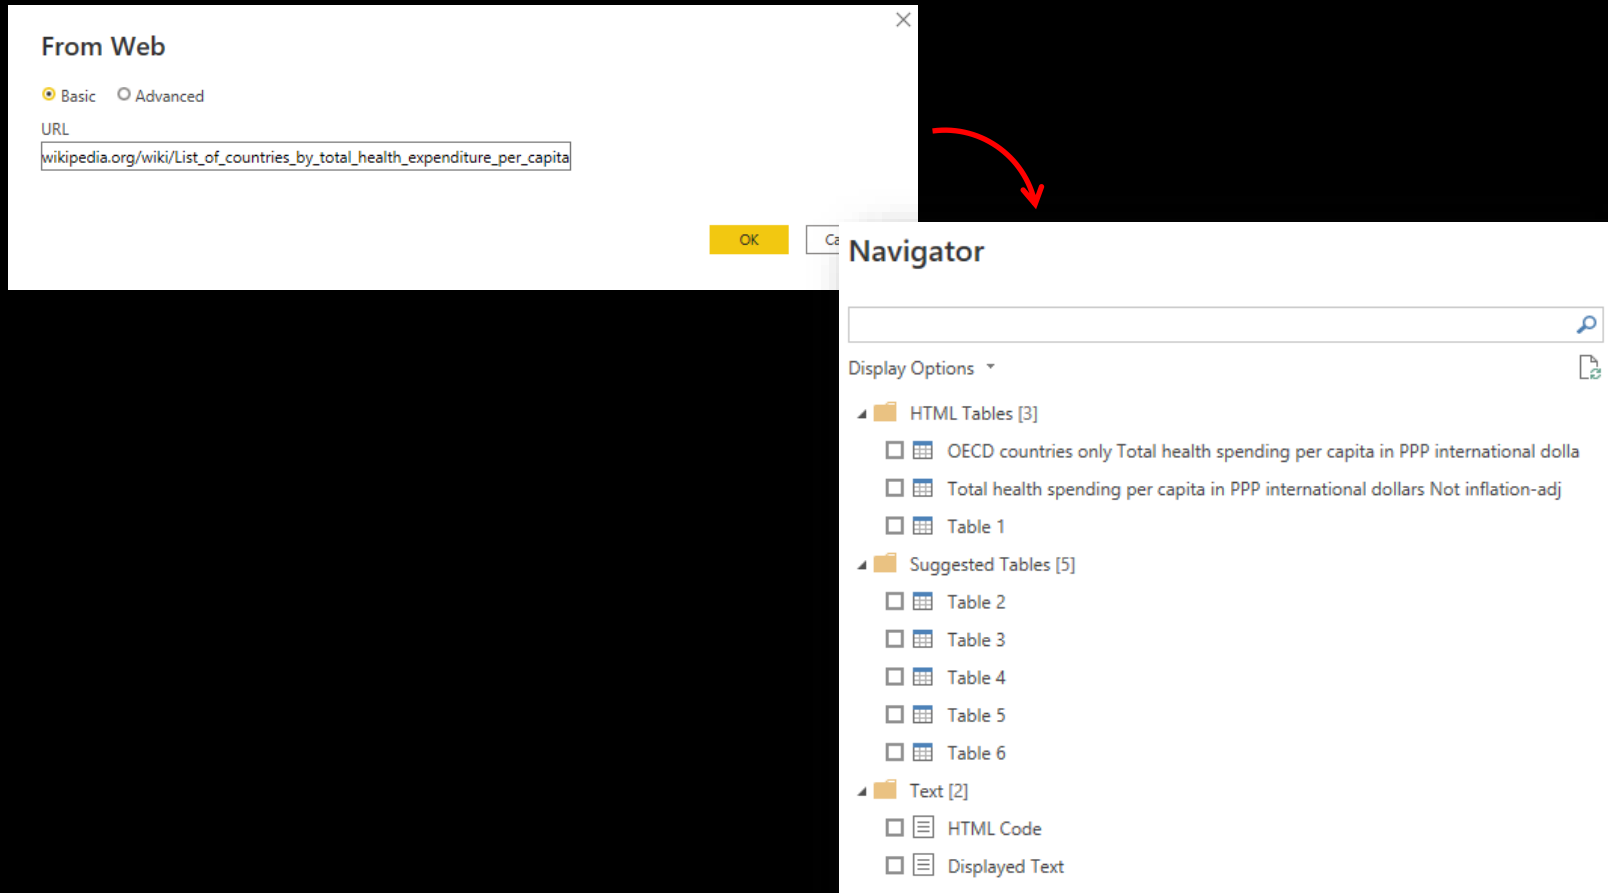 From Web
Basic Advanced
URL
wikipedia.org/wiki/List_of_countries_by_total_health_expenditure_per_capita
OK Ca
Navigator
Display Options
HTML Tables [3]
OECD countries only Total health spending per capita in PPP international dolla
Total health spending per capita in PPP international dollars Not inflation-adj
Table 1
Suggested Tables [5]
Table 2
Table 3
Table 4
Table 5
Table 6
Text [2]
HTML Code
Displayed Text